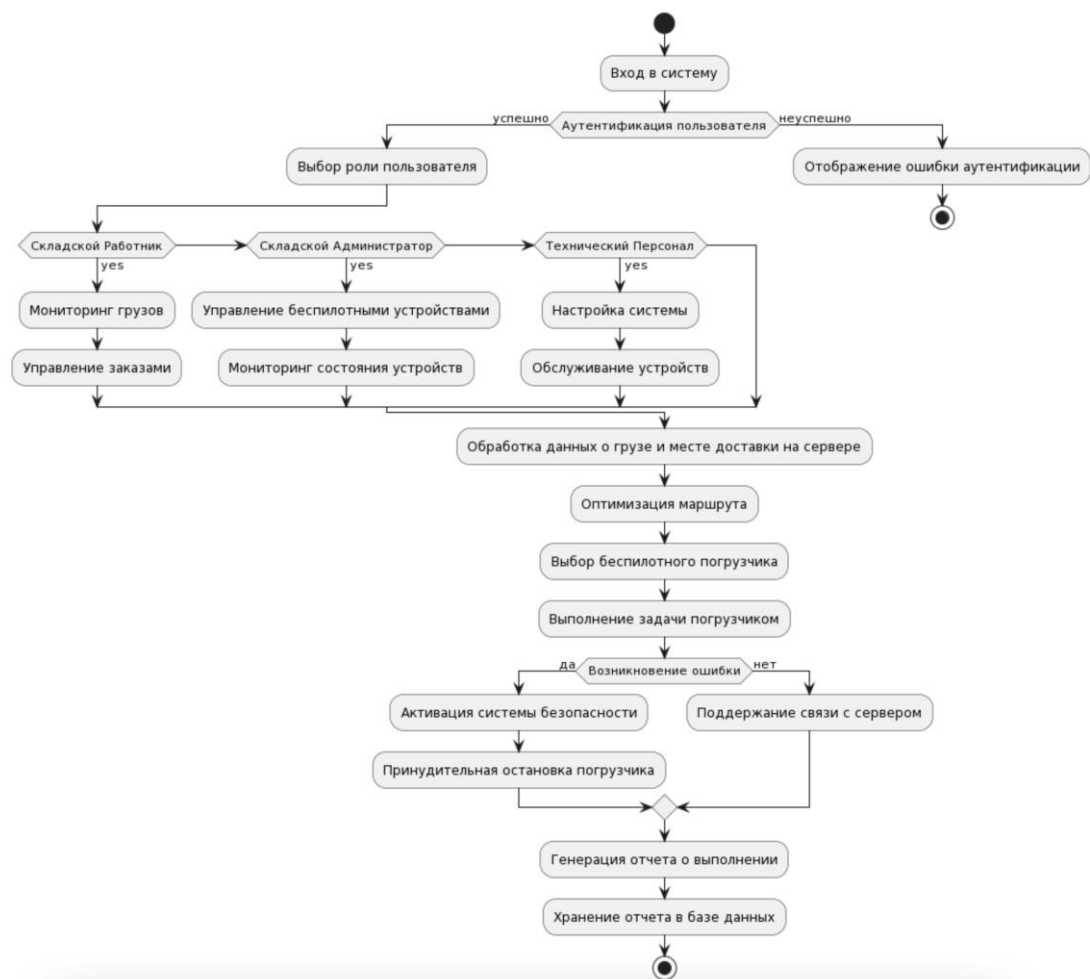 Вход в систему
успешно
Аутентификация пользователя
неуспешно
Выбор роли пользователя
Отображение ошибки аутентификации
Складской Работник
Складской Администратор
Технический Персонал
yes
yes
yes
Мониторинг грузов
Управление беспилотными устройствами
Настройка системы
Управление заказами
Мониторинг состояния устройств
Обслуживание устройств
Обработка данных о грузе и месте доставки на сервере
Оптимизация маршрута
Выбор беспилотного погрузчика
Выполнение задачи погрузчиком
да
Возникновение ошибки
нет
Активация системы безопасности
Поддержание связи с сервером
Принудительная остановка погрузчика
Генерация отчета о выполнении
Хранение отчета в базе данных